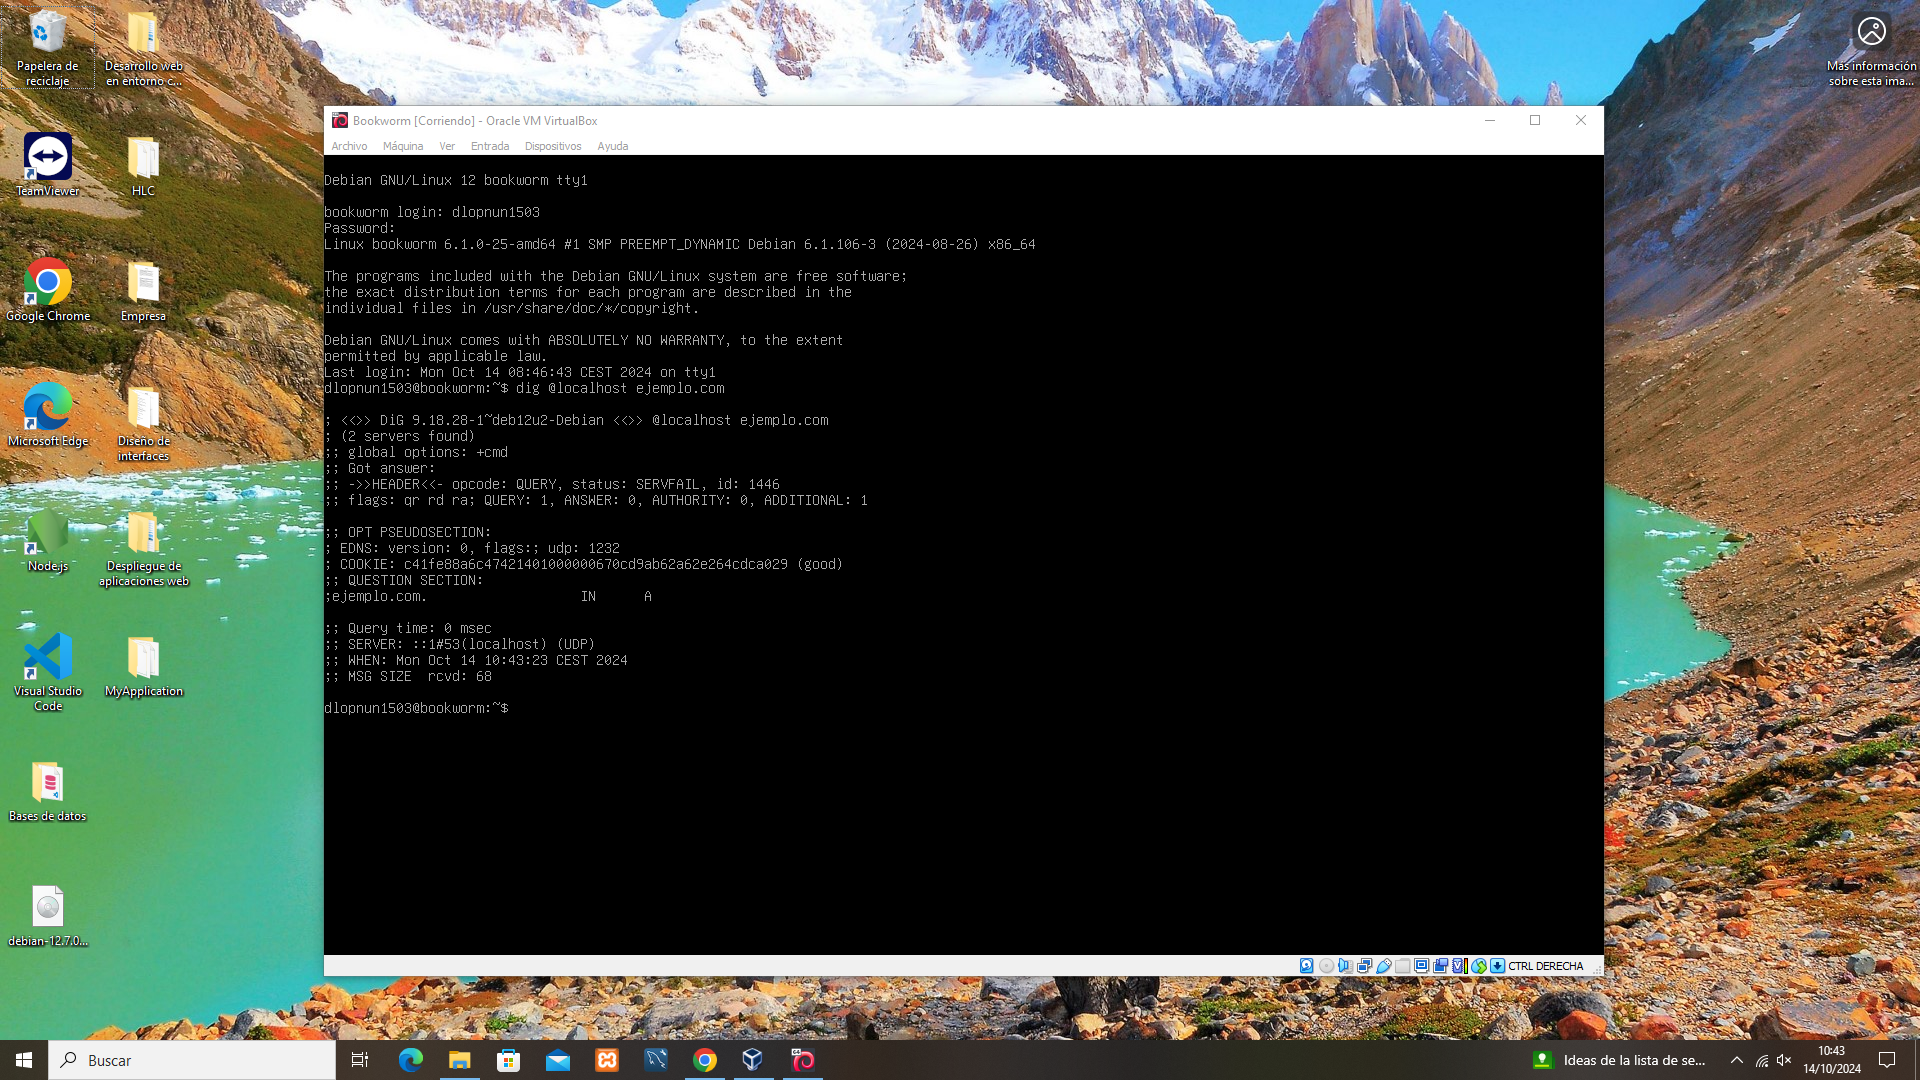 Papelera de
reciclaje
Desarrollo web
en entorno c...
TeamViewer
HLC
Google Chrome
Empresa
Microsoft Edge
Diseño de
interfaces
Node.js
Despliegue de
aplicaciones web
Visual Studio
Code
MyApplication
Bases de datos
debian-12.7.0...
Más información
sobre esta ima...
Bookworm [Corriendo] - Oracle VM VirtualBox
Archivo Máquina Ver Entrada Dispositivos Ayuda
Debian GNU/Linux 12 bookworm tty1
bookworm login: dlopnun1503
Password:
Linux bookworm 6.1.0-25-amd64 #1 SMP PREEMPT_DYNAMIC Debian 6.1.106-3 (2024-08-26) x86_64
The programs included with the Debian GNU/Linux system are free software;
the exact distribution terms for each program are described in the
individual files in /usr/share/doc/*/copyright.
Debian GNU/Linux comes with ABSOLUTELY NO WARRANTY, to the extent
permitted by applicable law.
Last login: Mon Oct 14 08:46:43 CEST 2024 on tty1
dlopnun1503@bookworm:~$ dig @localhost ejemplo.com
; <<>> DiG 9.18.28-1~deb12u2-Debian <<>> @localhost ejemplo.com
; (2 servers found)
;; global options: +cmd
;; Got answer:
;; ->>HEADER<<- opcode: QUERY, status: SERVFAIL, id: 1446
;; flags: qr rd ra; QUERY: 1, ANSWER: 0, AUTHORITY: 0, ADDITIONAL: 1
;; OPT PSEUDOSECTION:
; EDNS: version: 0, flags:; udp: 1232
; COOKIE: c41fe88a6c47421401000000670cd9ab62a62e264cdca029 (good)
;; QUESTION SECTION:
;ejemplo.com. IN A
;; Query time: 0 msec
;; SERVER: ::1#53(localhost) (UDP)
;; WHEN: Mon Oct 14 10:43:23 CEST 2024
;; MSG SIZE  rcvd: 68
dlopnun1503@bookworm:~$
CTRL DERECHA
Buscar
Ideas de la lista de se...
10:43
14/10/2024